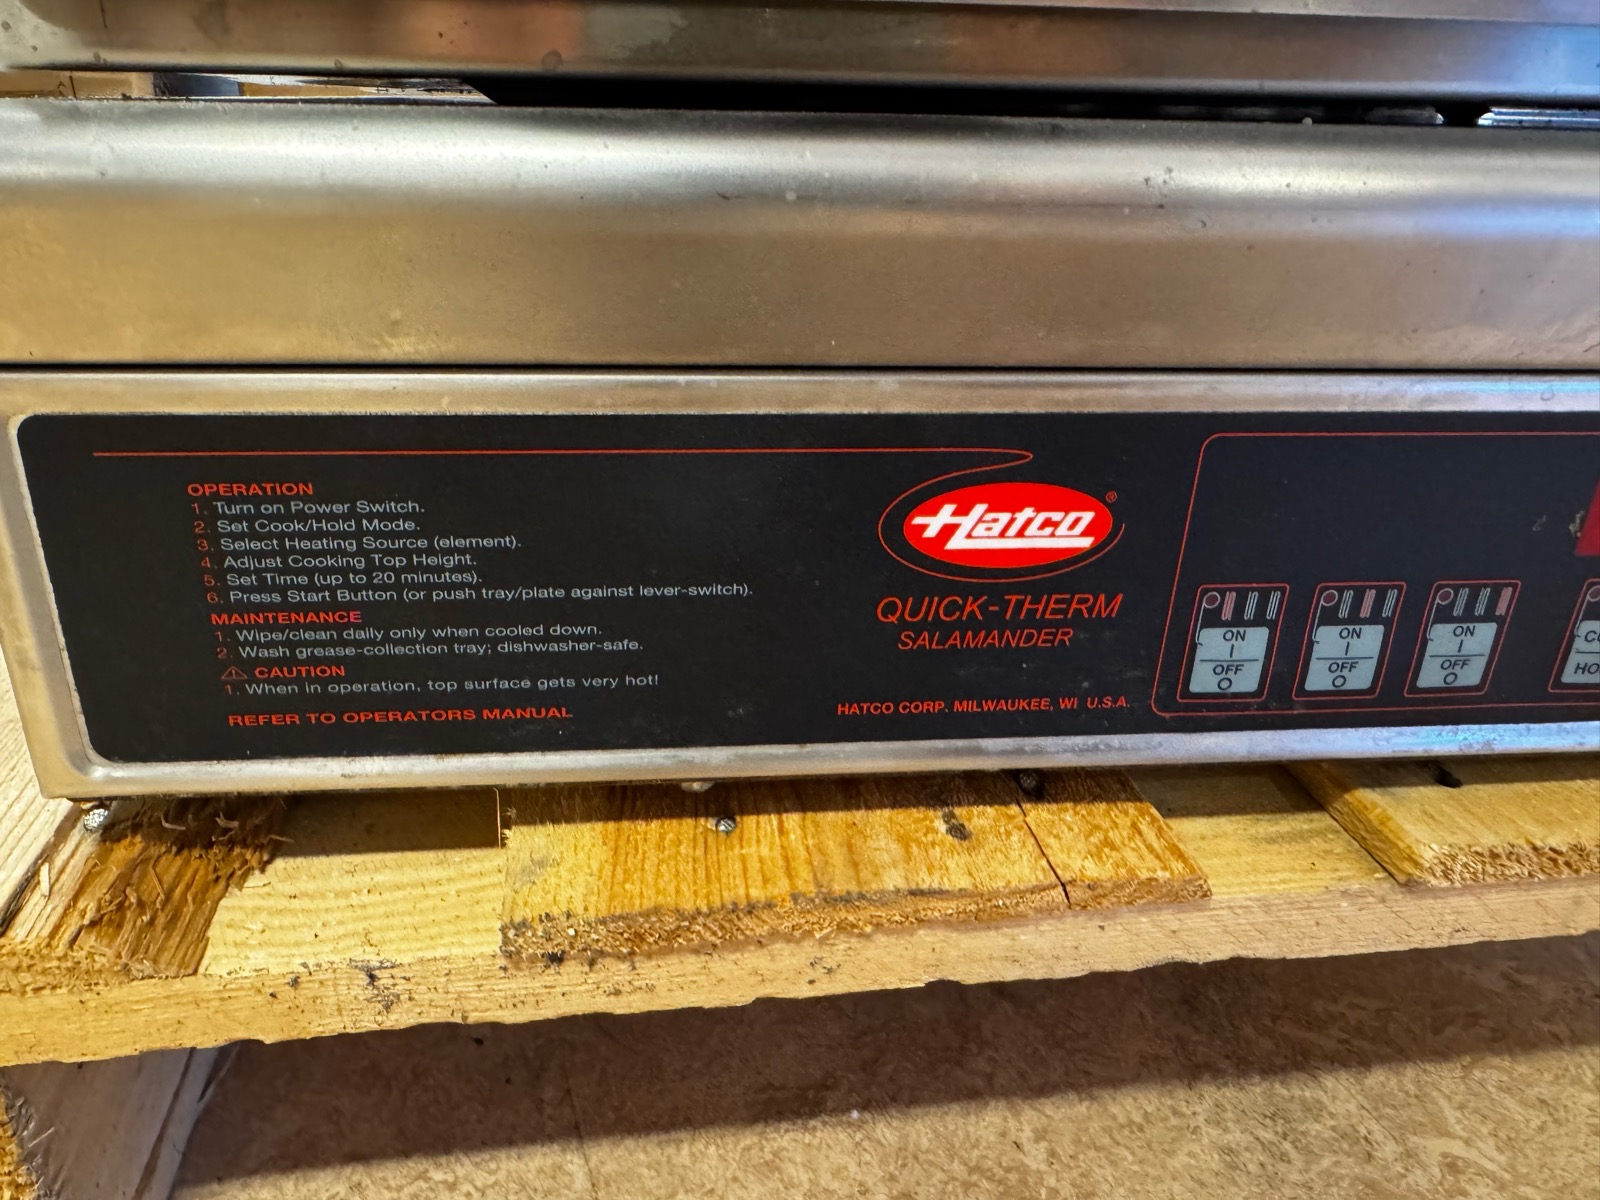 OPERATION
1. Turn on Power Switch.
2. Set Cook/Hold Mode.
3. Select Heating Source (element).
4. Adjust Cooking Top Height.
5. Set Time (up to 20 minutes).
6. Press Start Button (or push tray/plate against lever-switch).
MAINTENANCE
1. Wipe/clean daily only when cooled down.
2. Wash grease-collection tray; dishwasher-safe.
⚠ CAUTION
1. When in operation, top surface gets very hot!
REFER TO OPERATORS MANUAL
Hatco®
QUICK-THERM
SALAMANDER
HATCO CORP. MILWAUKEE, WI U.S.A.
ON
I
OFF
O
ON
I
OFF
O
ON
I
OFF
O